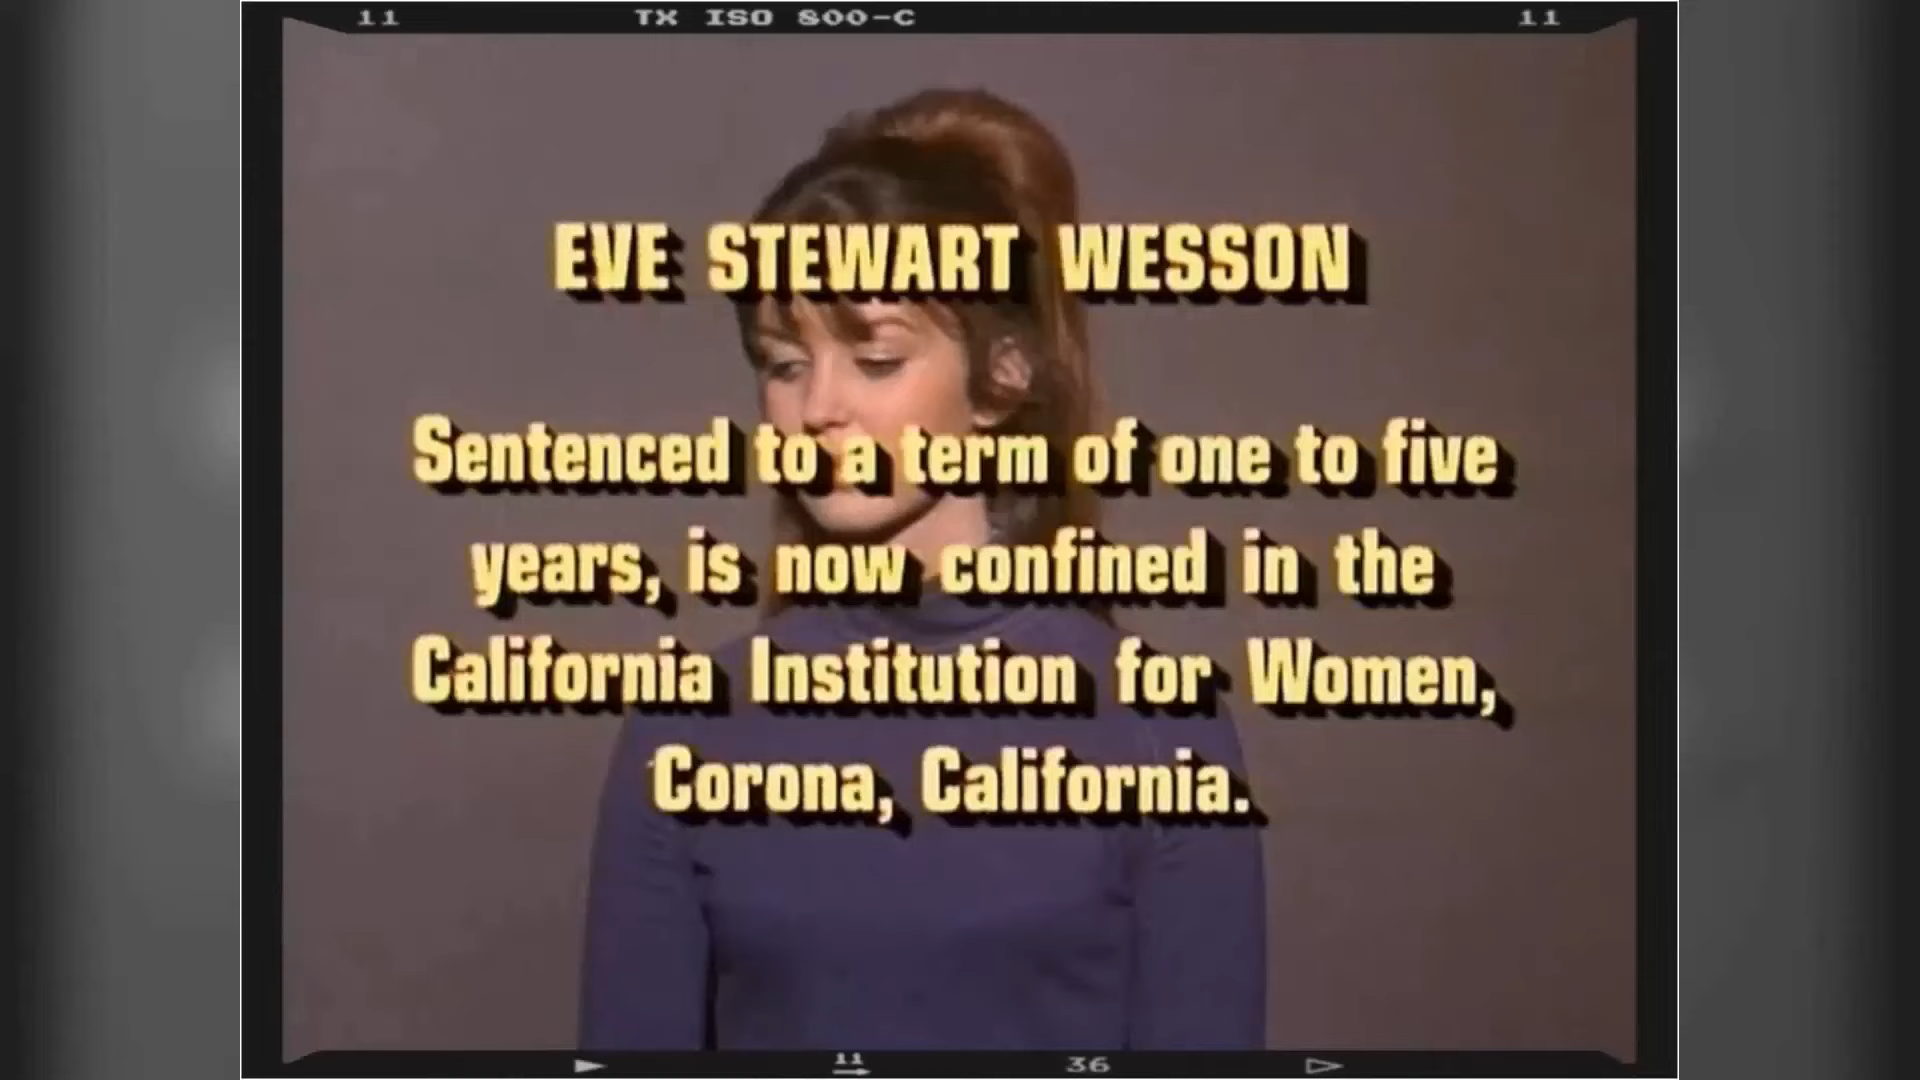 11 TX ISO 800-C 11
EVE STEWART WESSON
Sentenced to a term of one to five
years, is now confined in the
California Institution for Women,
Corona, California.
11 36